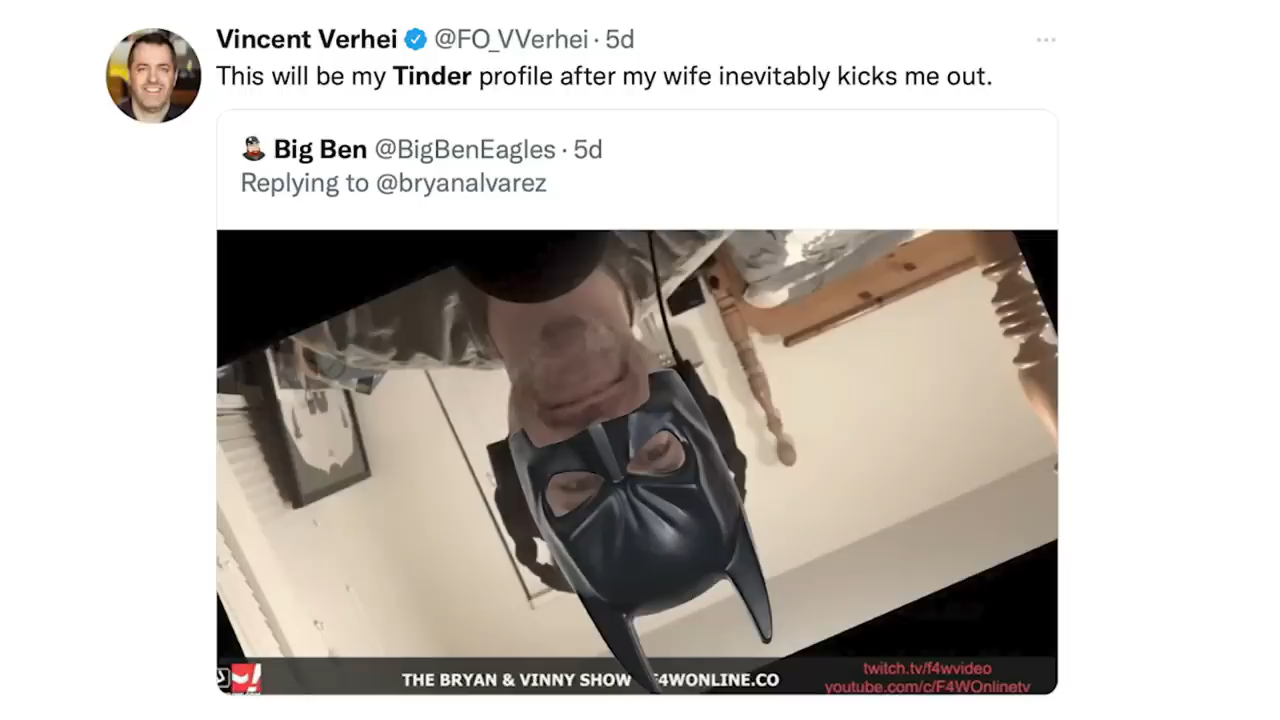 Vincent Verhei @FO_VVerhei · 5d
This will be my Tinder profile after my wife inevitably kicks me out.
Big Ben @BigBenEagles · 5d
Replying to @bryanalvarez
THE BRYAN & VINNY SHOW 4WONLINE.CO
twitch.tv/f4wvideo
youtube.com/c/F4WOnlinetv